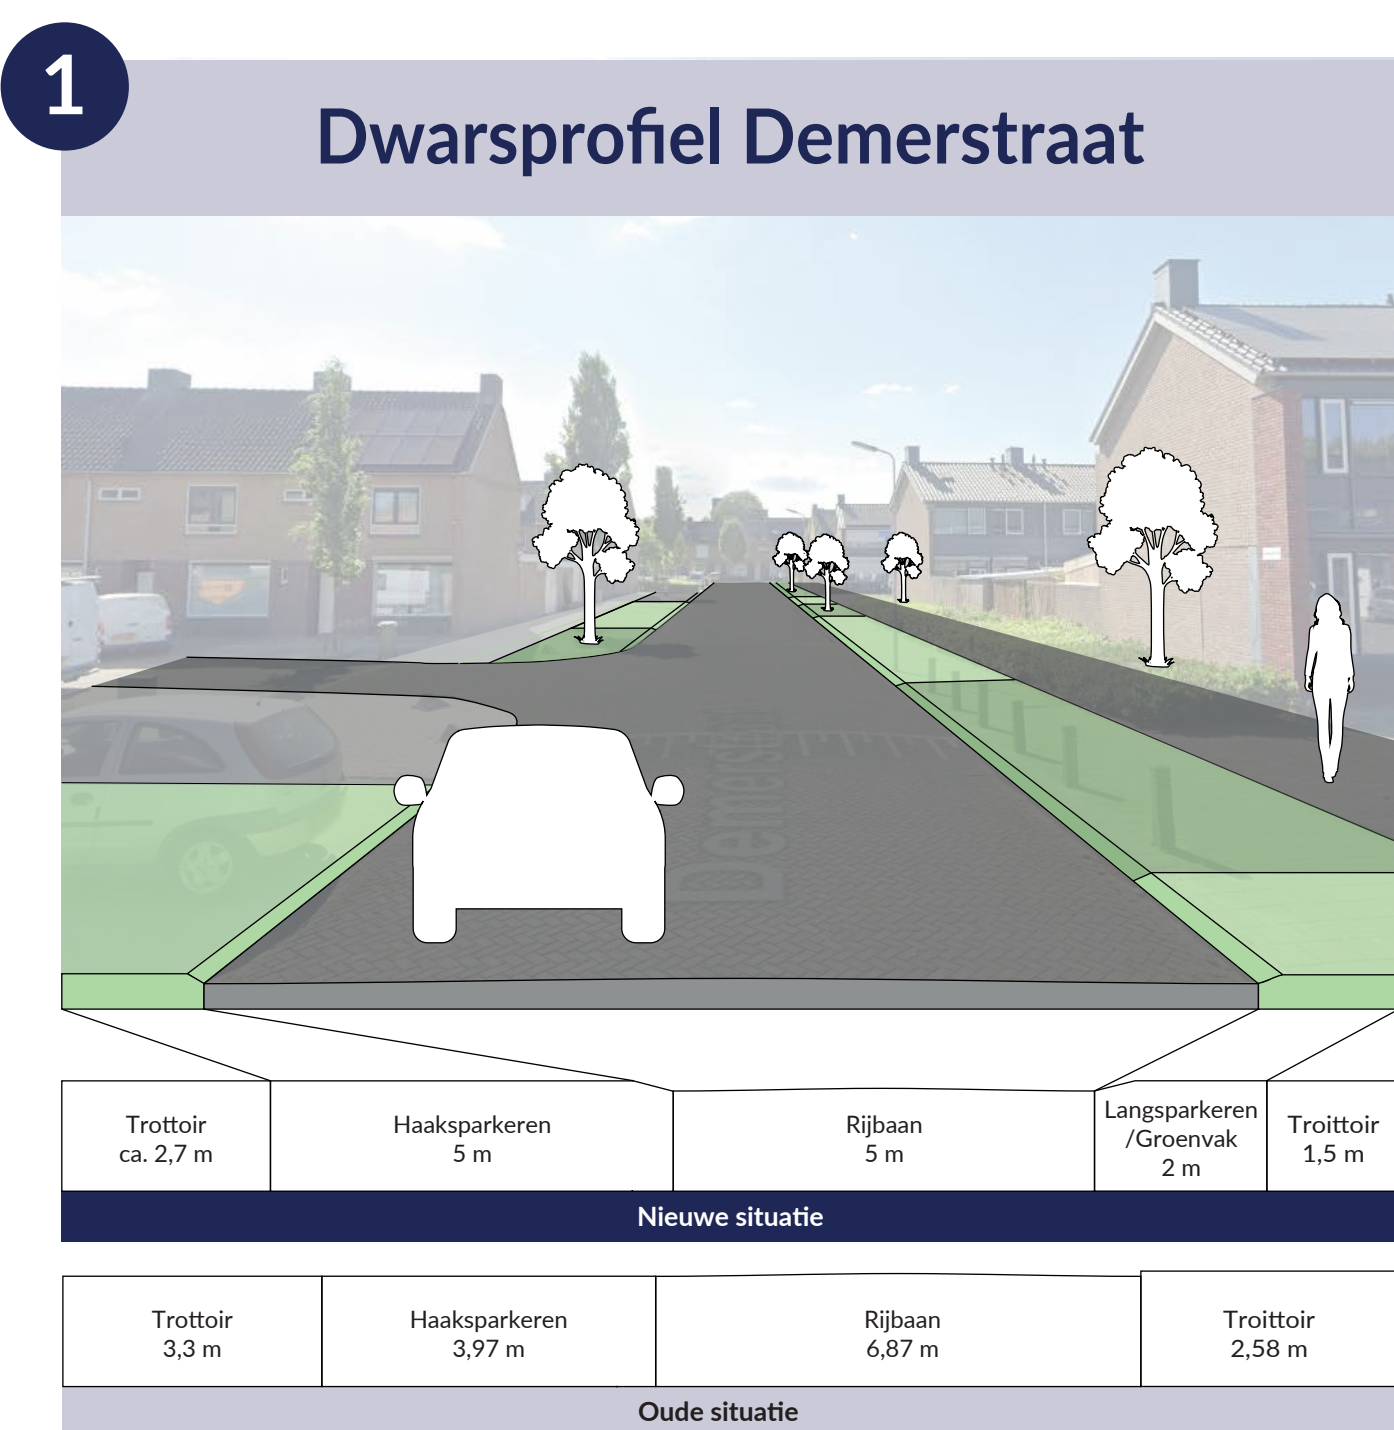 1
Dwarsprofiel Demerstraat
Demerstraat
Trottoir
ca. 2,7 m
Haaksparkeren
5 m
Rijbaan
5 m
Langsparkeren
/Groenvak
2 m
Troittoir
1,5 m
Nieuwe situatie
Trottoir
3,3 m
Haaksparkeren
3,97 m
Rijbaan
6,87 m
Troittoir
2,58 m
Oude situatie